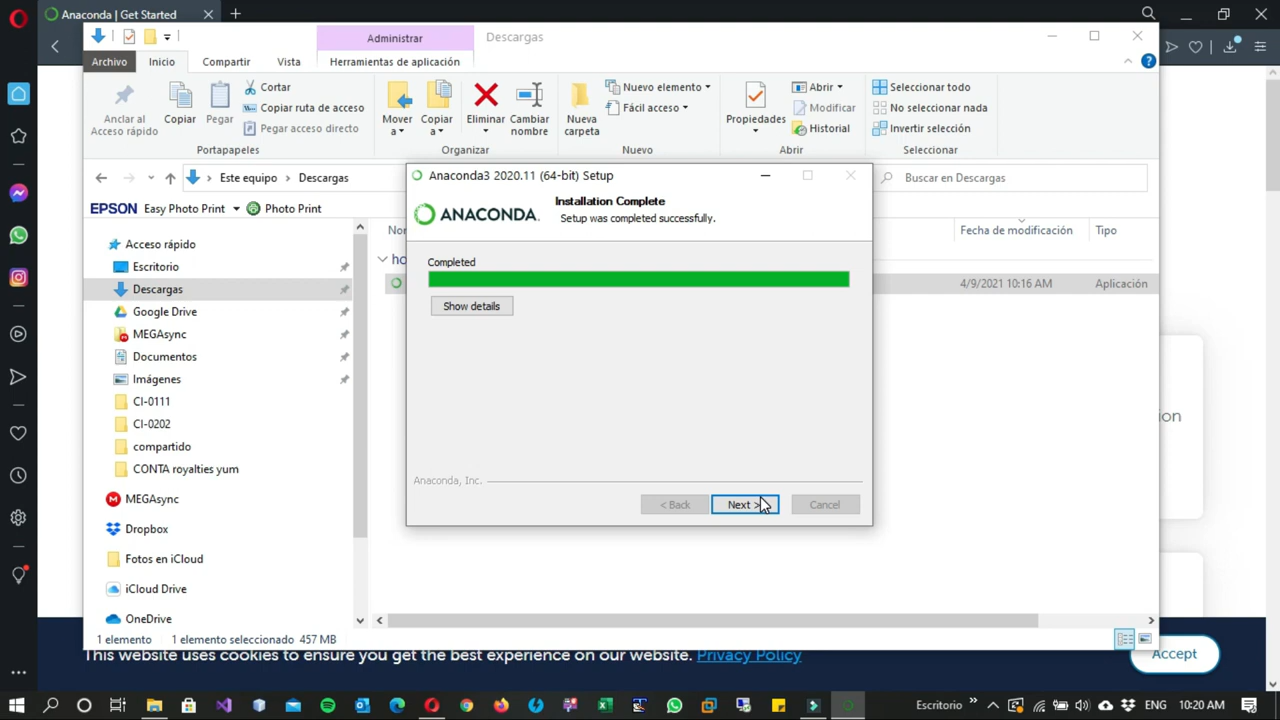 Anaconda | Get Started
Administrar
Descargas
Archivo
Inicio
Compartir
Vista
Herramientas de aplicación
Anclar al
Acceso rápido
Copiar
Pegar
Cortar
Copiar ruta de acceso
Pegar acceso directo
Portapapeles
Mover
a
Copiar
a
Eliminar
Cambiar
nombre
Organizar
Nueva
carpeta
Nuevo elemento
Fácil acceso
Nuevo
Propiedades
Abrir
Modificar
Historial
Abrir
Seleccionar todo
No seleccionar nada
Invertir selección
Seleccionar
Este equipo > Descargas
Buscar en Descargas
EPSON Easy Photo Print
Photo Print
Acceso rápido
Escritorio
Descargas
Google Drive
MEGAsync
Documentos
Imágenes
CI-0111
CI-0202
compartido
CONTA royalties yum
MEGAsync
Dropbox
Fotos en iCloud
iCloud Drive
OneDrive
Fecha de modificación
Tipo
4/9/2021 10:16 AM
Aplicación
Anaconda3 2020.11 (64-bit) Setup
ANACONDA.
Installation Complete
Setup was completed successfully.
Completed
Show details
Anaconda, Inc.
< Back
Next >
Cancel
1 elemento
1 elemento seleccionado 457 MB
This website uses cookies to ensure you get the best experience on our website. Privacy Policy
Accept
Escritorio
ENG
10:20 AM